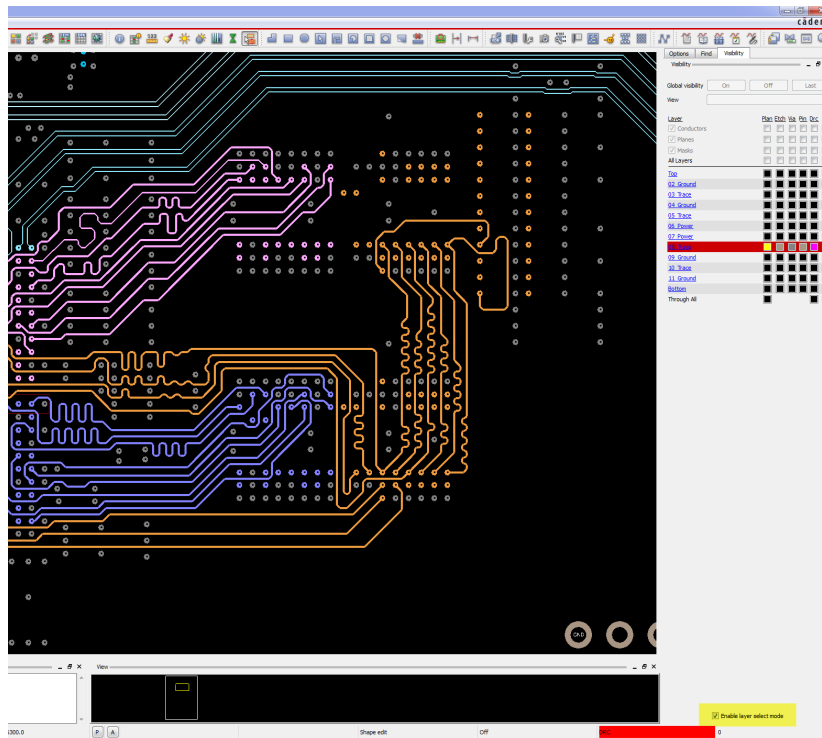 cādence
Options Find Visibility
Visibility
Global visibility On Off Last
View
Layer Plan Etch Via Pin Drc
Conductors
Planes
Masks
All Layers
Top
02_Ground
03_Trace
04_Ground
05_Trace
06_Power
07_Power
09_Ground
10_Trace
11_Ground
Bottom
Through All
GND
View
Enable layer select mode
P A Shape edit Off DRC 0